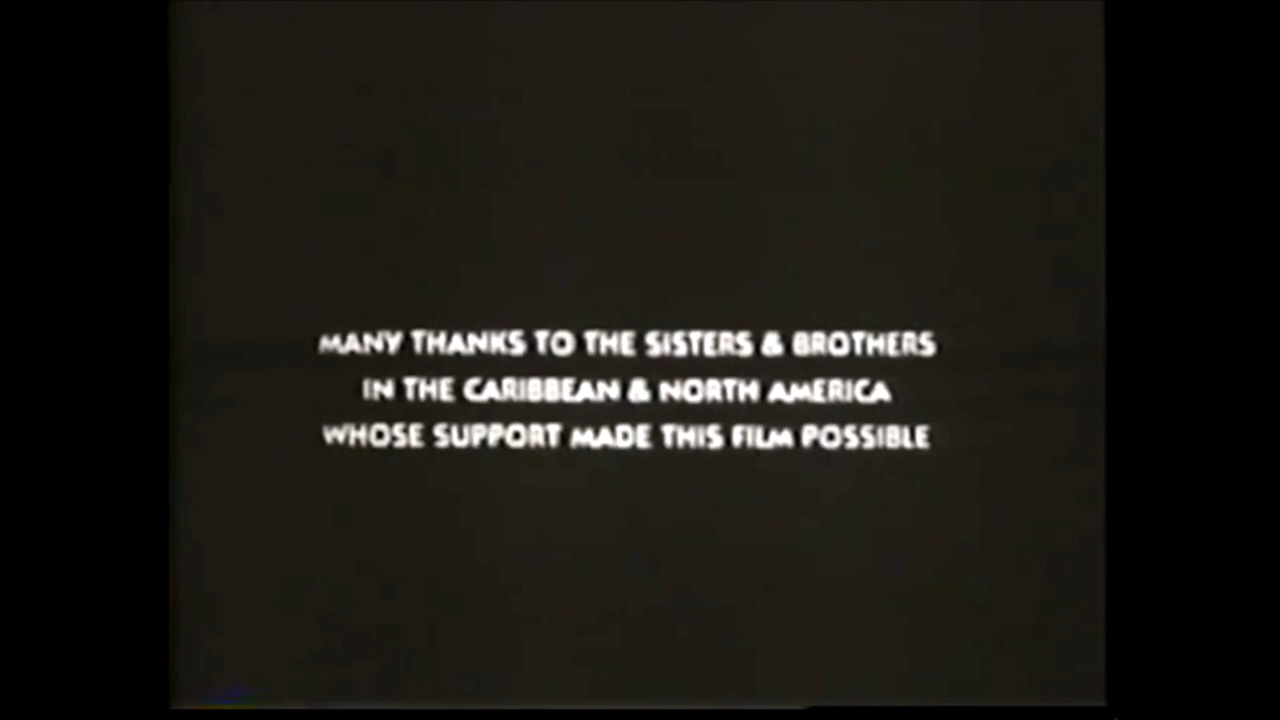 MANY THANKS TO THE SISTERS & BROTHERS
IN THE CARIBBEAN & NORTH AMERICA
WHOSE SUPPORT MADE THIS FILM POSSIBLE